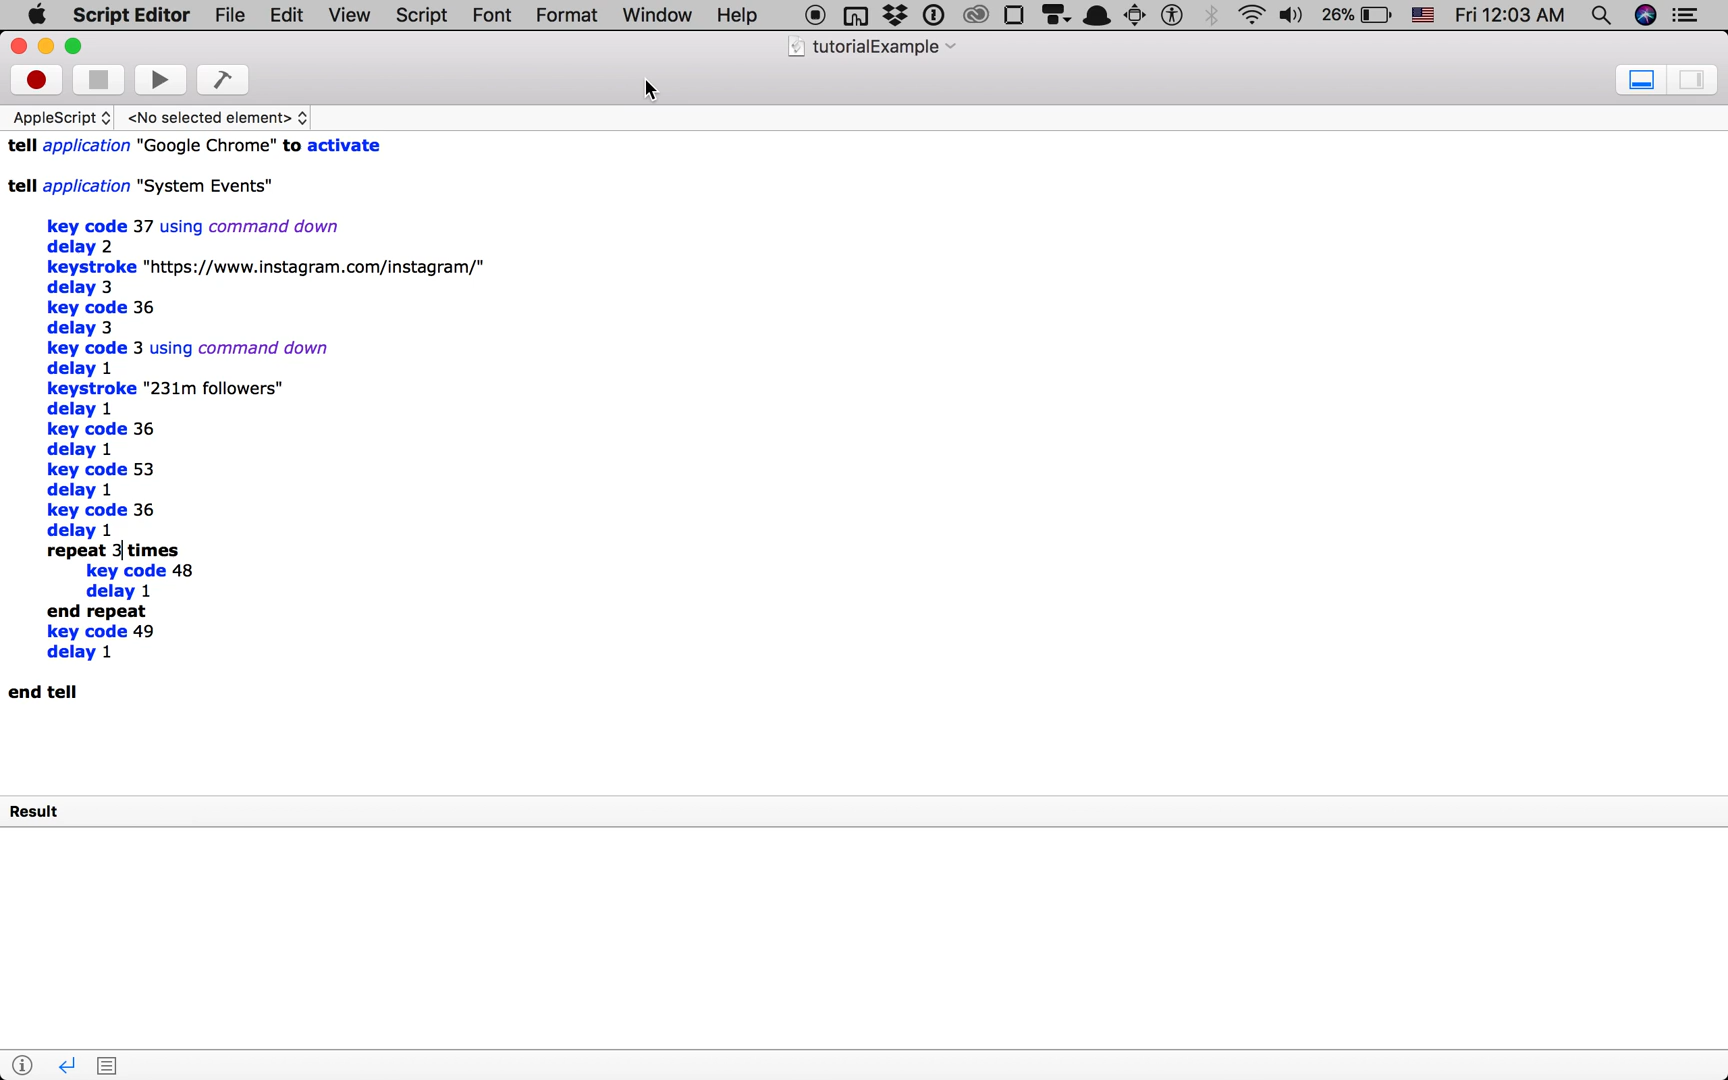 Script Editor File Edit View Script Font Format Window Help 26% Fri 12:03 AM
tutorialExample
AppleScript <No selected element>
tell application "Google Chrome" to activate
tell application "System Events"
key code 37 using command down
delay 2
keystroke "https://www.instagram.com/instagram/"
delay 3
key code 36
delay 3
key code 3 using command down
delay 1
keystroke "231m followers"
delay 1
key code 36
delay 1
key code 53
delay 1
key code 36
delay 1
repeat 3 times
key code 48
delay 1
end repeat
key code 49
delay 1
end tell
Result